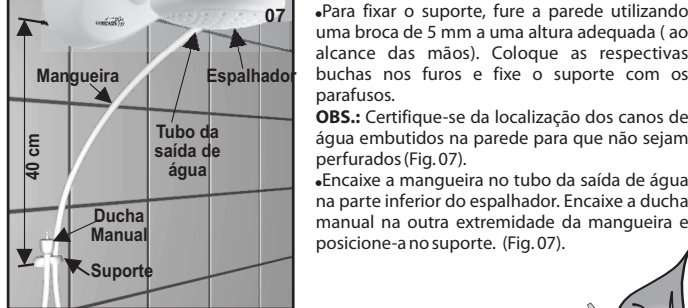 07
Mangueira
Espalhador
Tubo da
saída de
água
40 cm
Ducha
Manual
Suporte
•Para fixar o suporte, fure a parede utilizando
uma broca de 5 mm a uma altura adequada ( ao
alcance das mãos). Coloque as respectivas
buchas nos furos e fixe o suporte com os
parafusos.
OBS.: Certifique-se da localização dos canos de
água embutidos na parede para que não sejam
perfurados (Fig. 07).
•Encaixe a mangueira no tubo da saída de água
na parte inferior do espalhador. Encaixe a ducha
manual na outra extremidade da mangueira e
posicione-a no suporte. (Fig. 07).